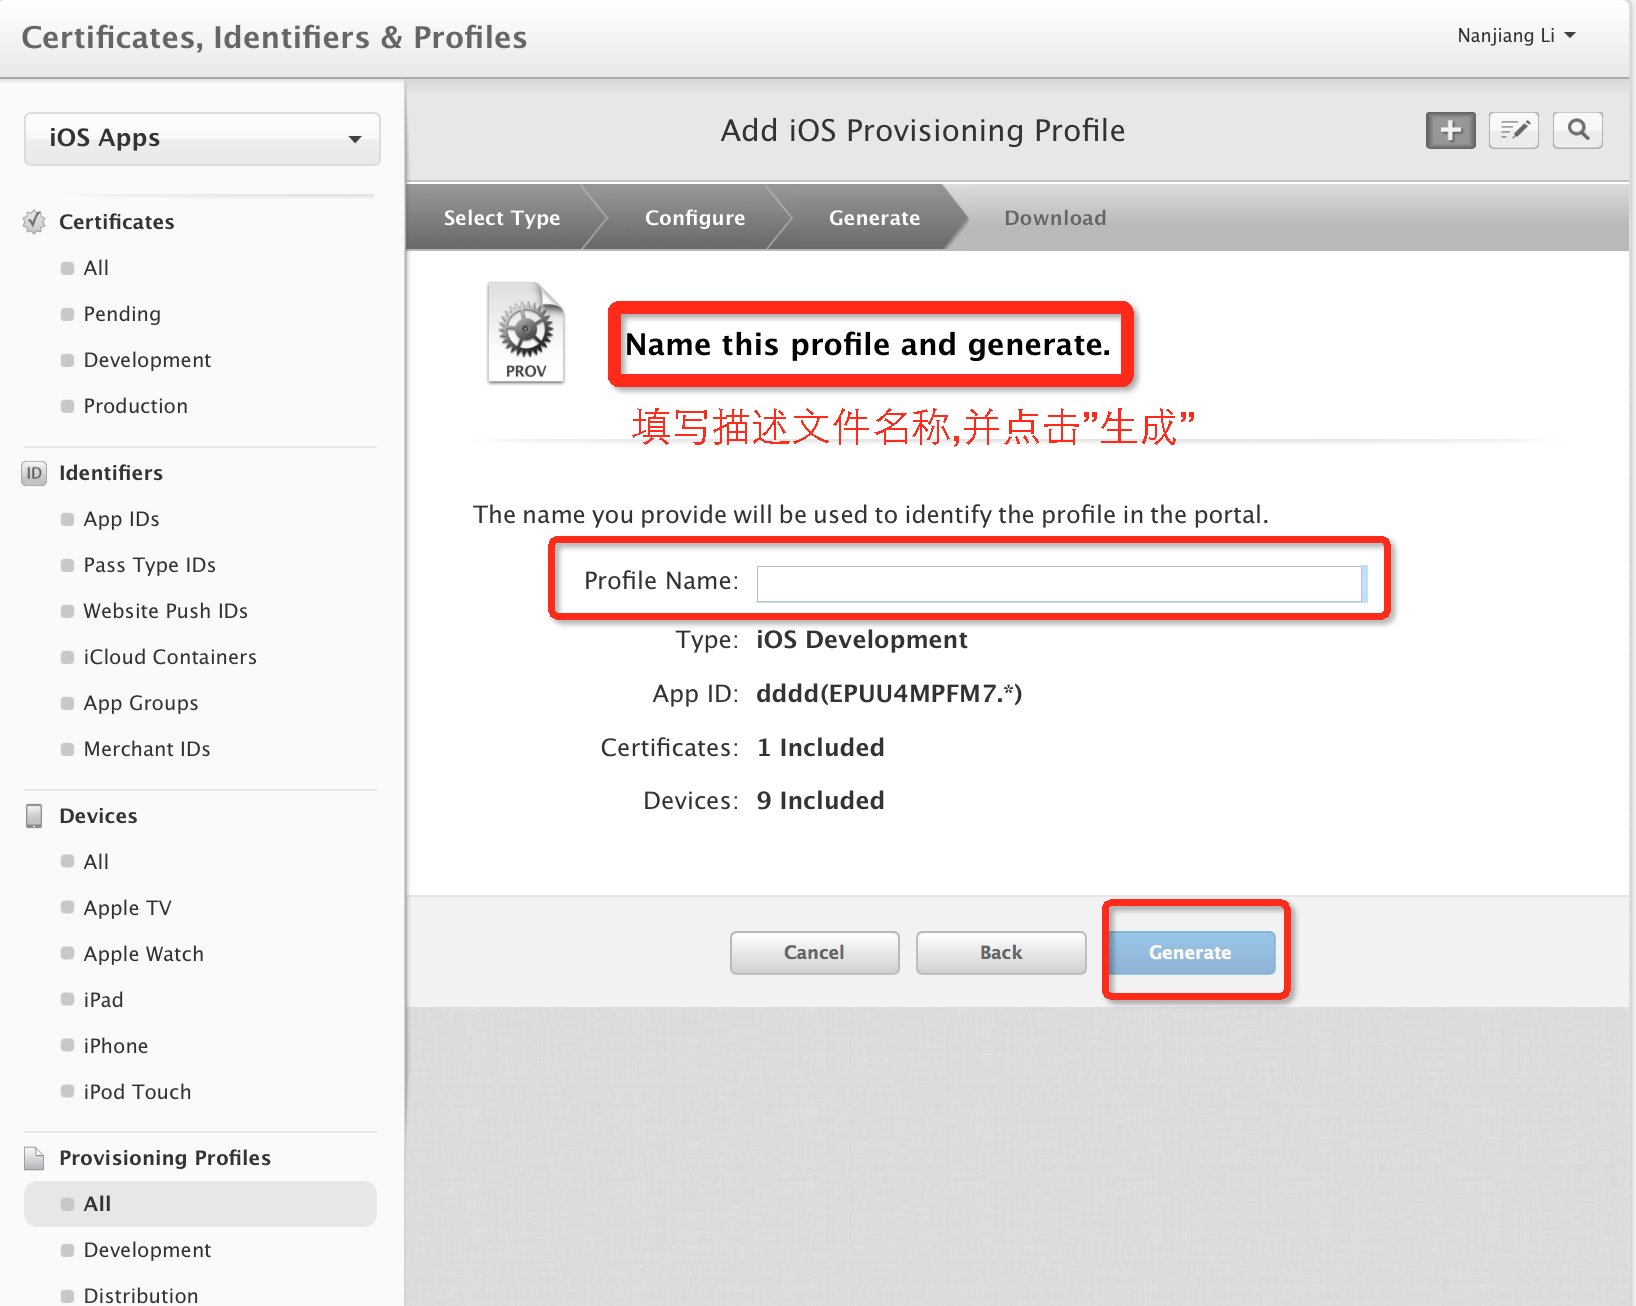 Certificates, Identifiers & Profiles
Nanjiang Li
iOS Apps
Add iOS Provisioning Profile
Select Type
Configure
Generate
Download
Certificates
All
Pending
Development
Production
Identifiers
ID
App IDs
Pass Type IDs
Website Push IDs
iCloud Containers
App Groups
Merchant IDs
Devices
All
Apple TV
Apple Watch
iPad
iPhone
iPod Touch
Provisioning Profiles
All
Development
Distribution
PROV
Name this profile and generate.
填写描述文件名称,并点击”生成”
The name you provide will be used to identify the profile in the portal.
Profile Name:
Type: iOS Development
App ID: dddd(EPUU4MPFM7.*)
Certificates: 1 Included
Devices: 9 Included
Cancel
Back
Generate